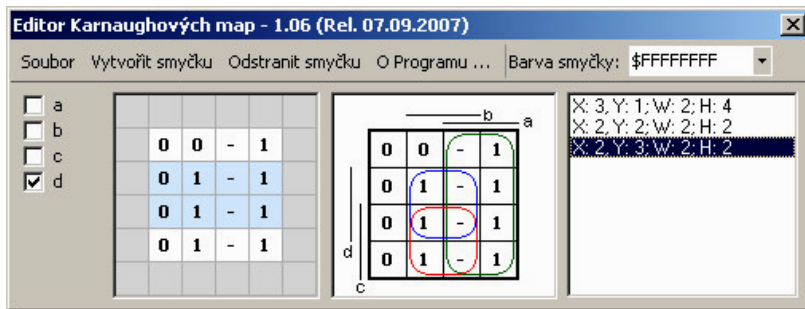 Editor Karnaughových map - 1.06 (Rel. 07.09.2007)
Soubor Vytvořit smyčku Odstranit smyčku O Programu ... Barva smyčky: $FFFFFFFF
a
b
c
d
0 0 - 1
0 1 - 1
0 1 - 1
0 1 - 1
b
a
0 0 - 1
0 1 - 1
0 1 - 1
0 1 - 1
d
c
X: 3, Y: 1; W: 2; H: 4
X: 2, Y: 2; W: 2; H: 2
X: 2, Y: 3; W: 2; H: 2